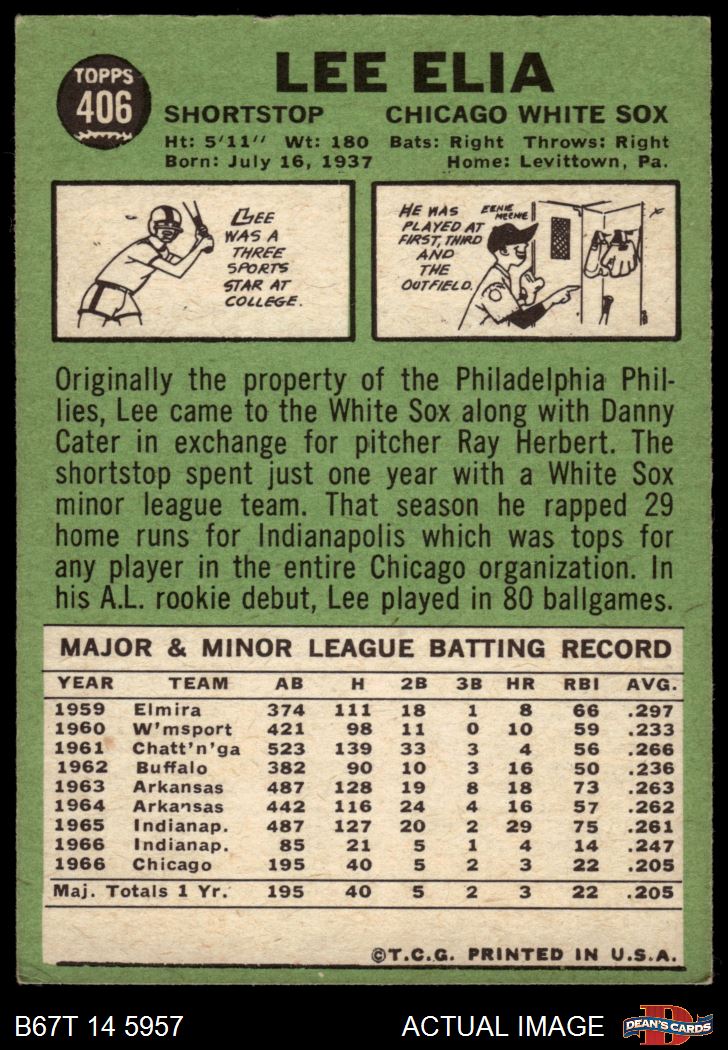 TOPPS
406
LEE ELIA
SHORTSTOP CHICAGO WHITE SOX
Ht: 5'11" Wt: 180 Bats: Right Throws: Right
Born: July 16, 1937 Home: Levittown, Pa.
LEE
WAS A
THREE
SPORTS
STAR AT
COLLEGE.
HE WAS
PLAYED AT
FIRST, THIRD
AND
THE
OUTFIELD.
EENIE
MEENIE
Originally the property of the Philadelphia Phil-
lies, Lee came to the White Sox along with Danny
Cater in exchange for pitcher Ray Herbert. The
shortstop spent just one year with a White Sox
minor league team. That season he rapped 29
home runs for Indianapolis which was tops for
any player in the entire Chicago organization. In
his A.L. rookie debut, Lee played in 80 ballgames.
MAJOR & MINOR LEAGUE BATTING RECORD
YEAR TEAM AB H 2B 3B HR RBI AVG.
1959 Elmira 374 111 18 1 8 66 .297
1960 W'msport 421 98 11 0 10 59 .233
1961 Chatt'n'ga 523 139 33 3 4 56 .266
1962 Buffalo 382 90 10 3 16 50 .236
1963 Arkansas 487 128 19 8 18 73 .263
1964 Arkansas 442 116 24 4 16 57 .262
1965 Indianap. 487 127 20 2 29 75 .261
1966 Indianap. 85 21 5 1 4 14 .247
1966 Chicago 195 40 5 2 3 22 .205
Maj. Totals 1 Yr. 195 40 5 2 3 22 .205
©T.C.G. PRINTED IN U.S.A.
B67T 14 5957 ACTUAL IMAGE
DEAN'S CARDS